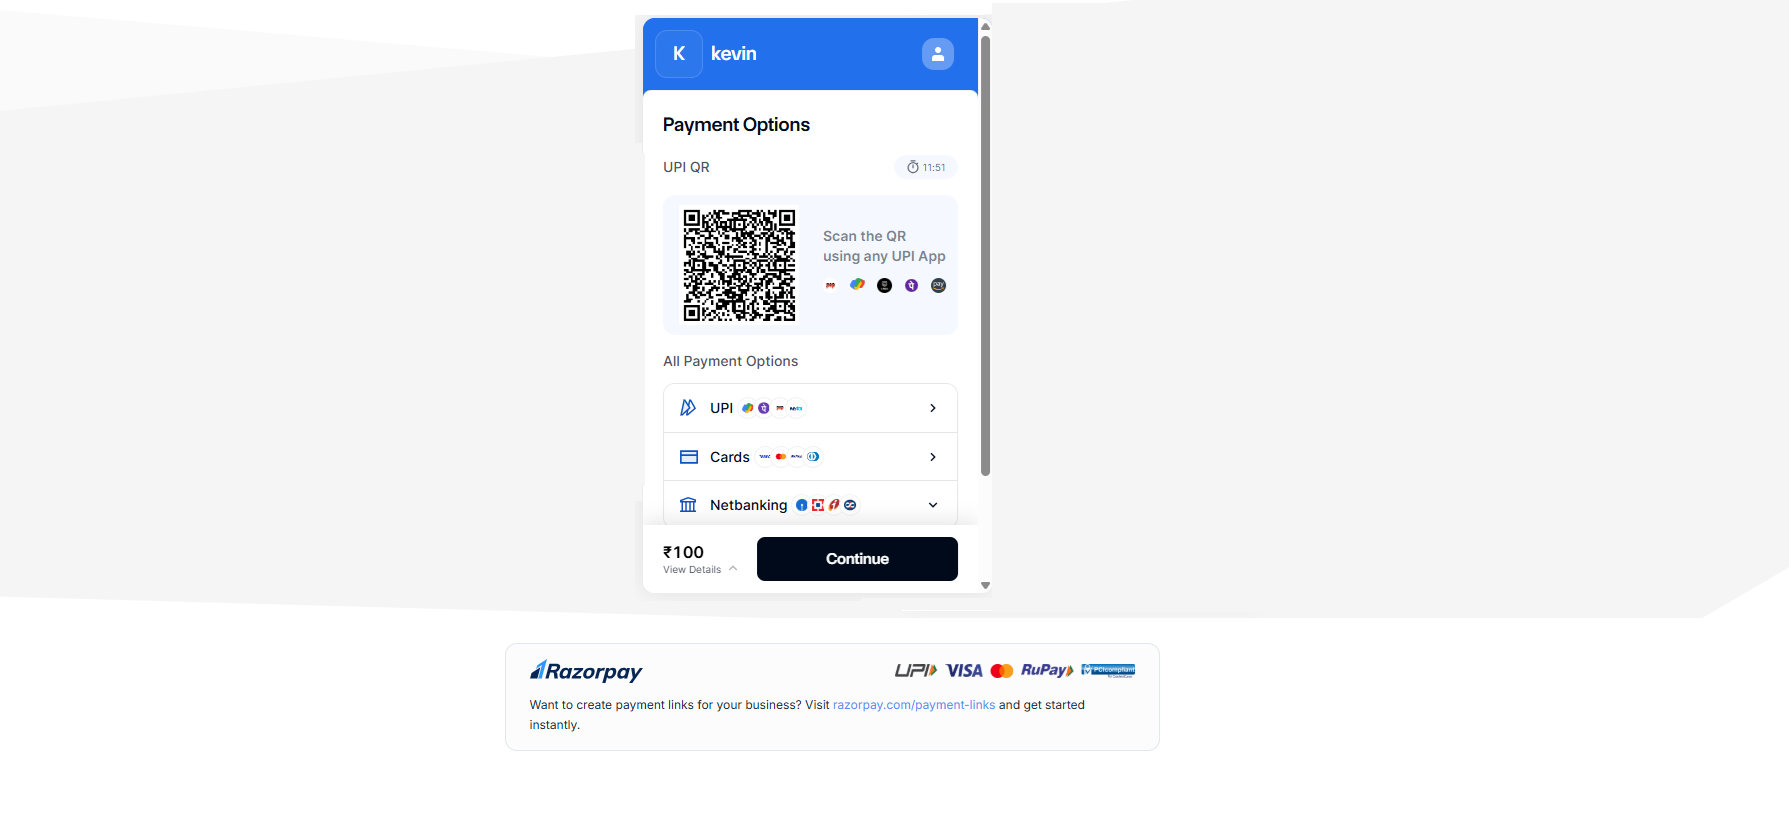 K
kevin
Payment Options
UPI QR
11:51
Scan the QR
using any UPI App
pay
All Payment Options
UPI
Cards
Netbanking
₹100
View Details
Continue
Razorpay
UPI VISA RuPay PCI compliant
Want to create payment links for your business? Visit razorpay.com/payment-links and get started
instantly.